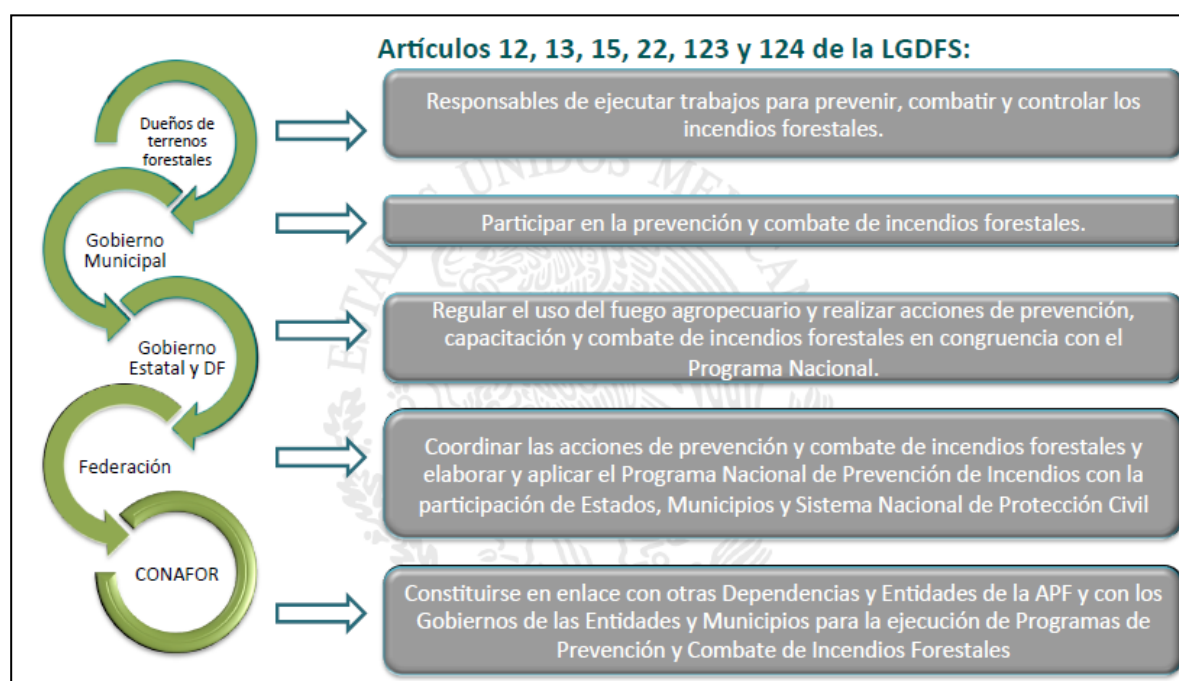 Artículos 12, 13, 15, 22, 123 y 124 de la LGDFS:
Dueños de
terrenos
forestales
Responsables de ejecutar trabajos para prevenir, combatir y controlar los
incendios forestales.
Gobierno
Municipal
Participar en la prevención y combate de incendios forestales.
Gobierno
Estatal y DF
Regular el uso del fuego agropecuario y realizar acciones de prevención,
capacitación y combate de incendios forestales en congruencia con el
Programa Nacional.
Federación
Coordinar las acciones de prevención y combate de incendios forestales y
elaborar y aplicar el Programa Nacional de Prevención de Incendios con la
participación de Estados, Municipios y Sistema Nacional de Protección Civil
CONAFOR
Constituirse en enlace con otras Dependencias y Entidades de la APF y con los
Gobiernos de las Entidades y Municipios para la ejecución de Programas de
Prevención y Combate de Incendios Forestales